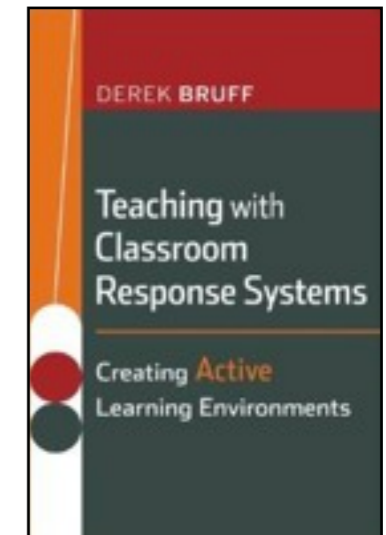 DEREK BRUFF
Teaching with
Classroom
Response Systems
Creating Active
Learning Environments